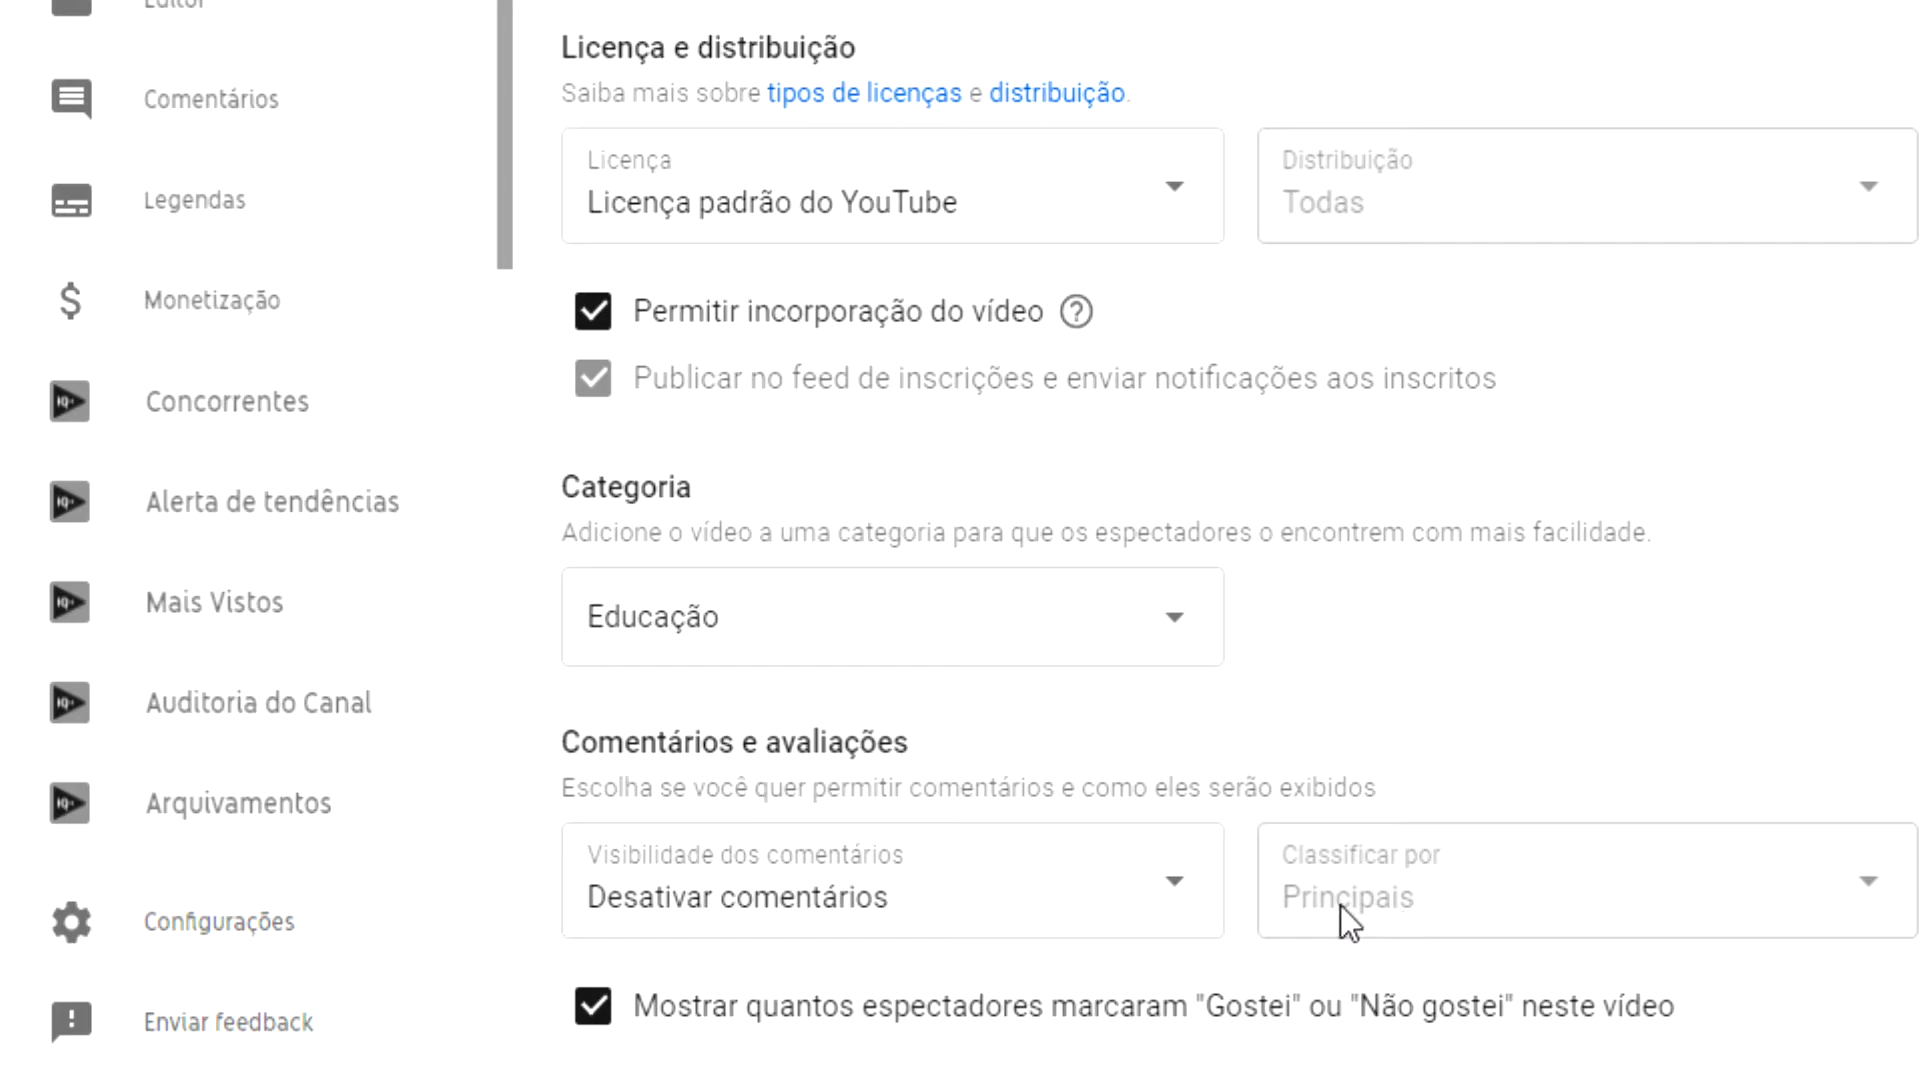 Editor
Comentários
Legendas
Monetização
Concorrentes
Alerta de tendências
Mais Vistos
Auditoria do Canal
Arquivamentos
Configurações
Enviar feedback
Licença e distribuição
Saiba mais sobre tipos de licenças e distribuição.
Licença
Licença padrão do YouTube
Distribuição
Todas
Permitir incorporação do vídeo
Publicar no feed de inscrições e enviar notificações aos inscritos
Categoria
Adicione o vídeo a uma categoria para que os espectadores o encontrem com mais facilidade.
Educação
Comentários e avaliações
Escolha se você quer permitir comentários e como eles serão exibidos
Visibilidade dos comentários
Desativar comentários
Classificar por
Principais
Mostrar quantos espectadores marcaram "Gostei" ou "Não gostei" neste vídeo